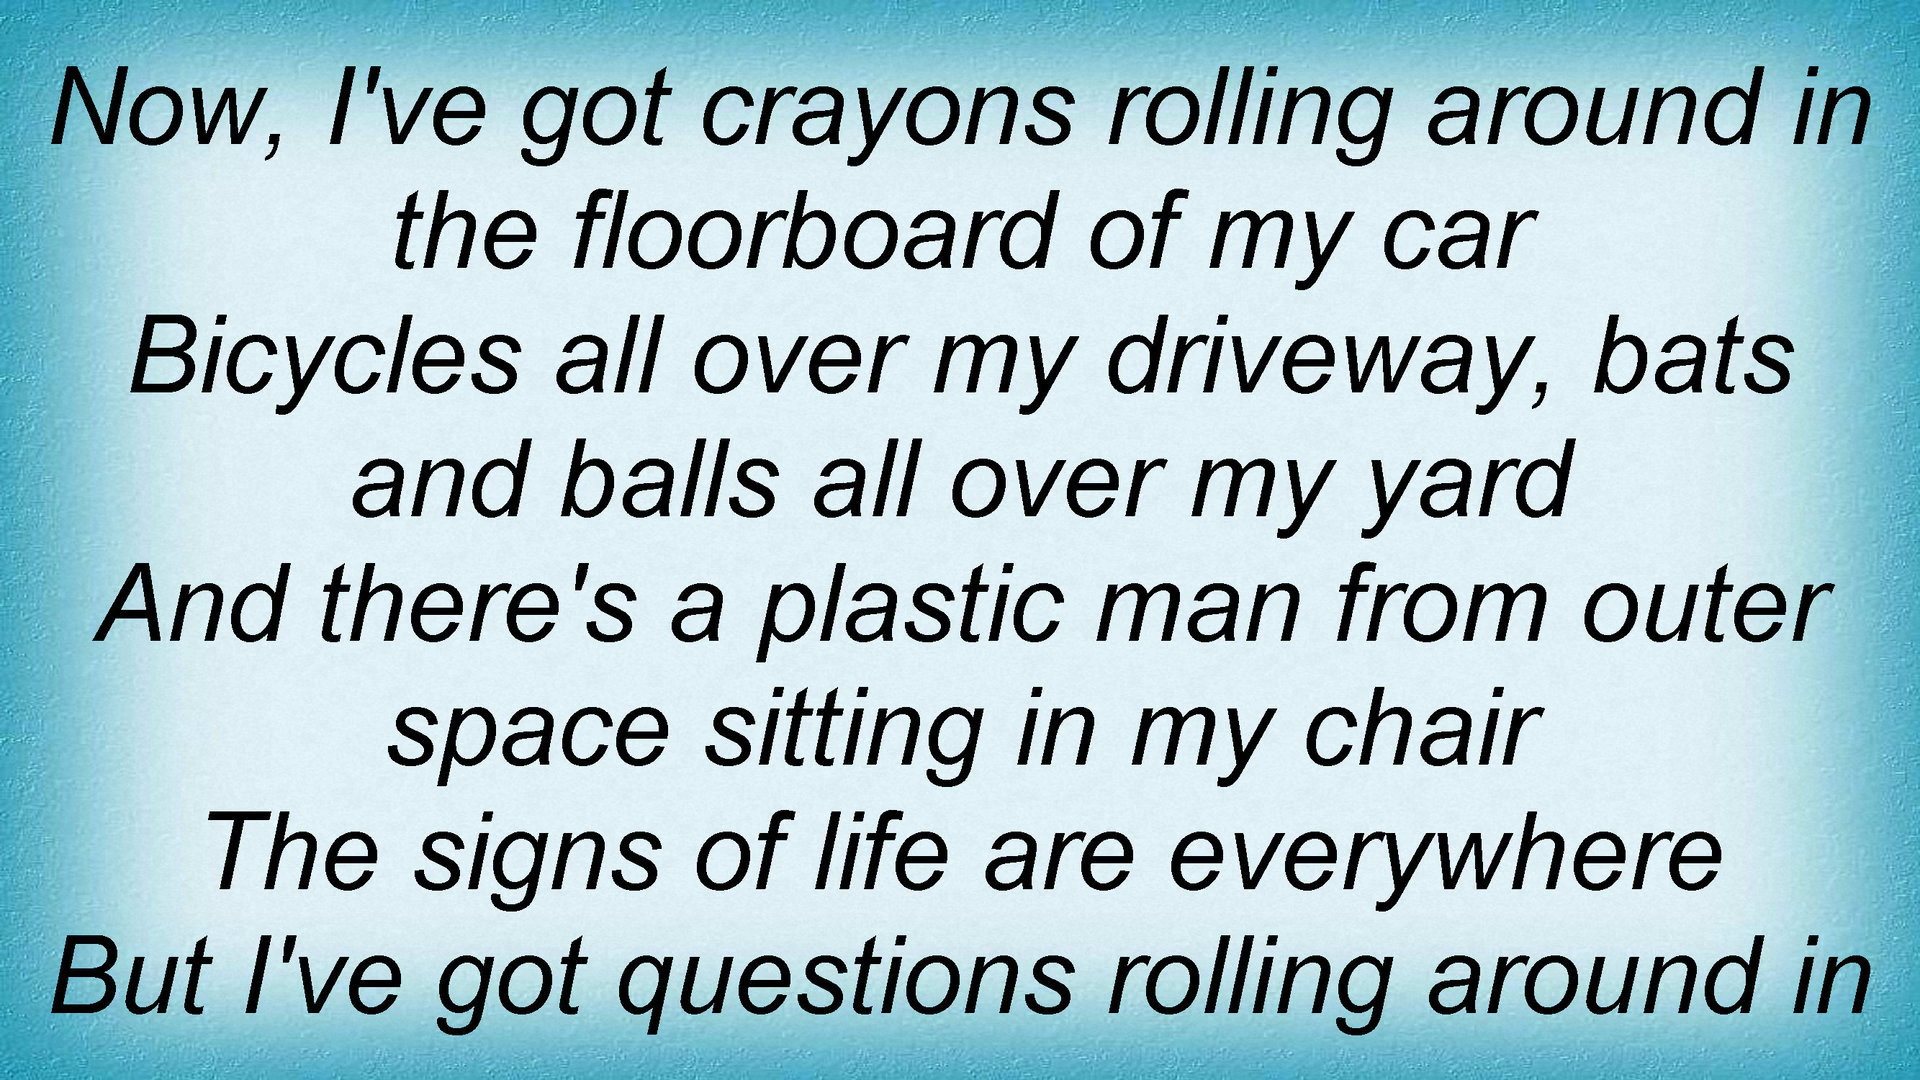 Now, I've got crayons rolling around in
the floorboard of my car
Bicycles all over my driveway, bats
and balls all over my yard
And there's a plastic man from outer
space sitting in my chair
The signs of life are everywhere
But I've got questions rolling around in